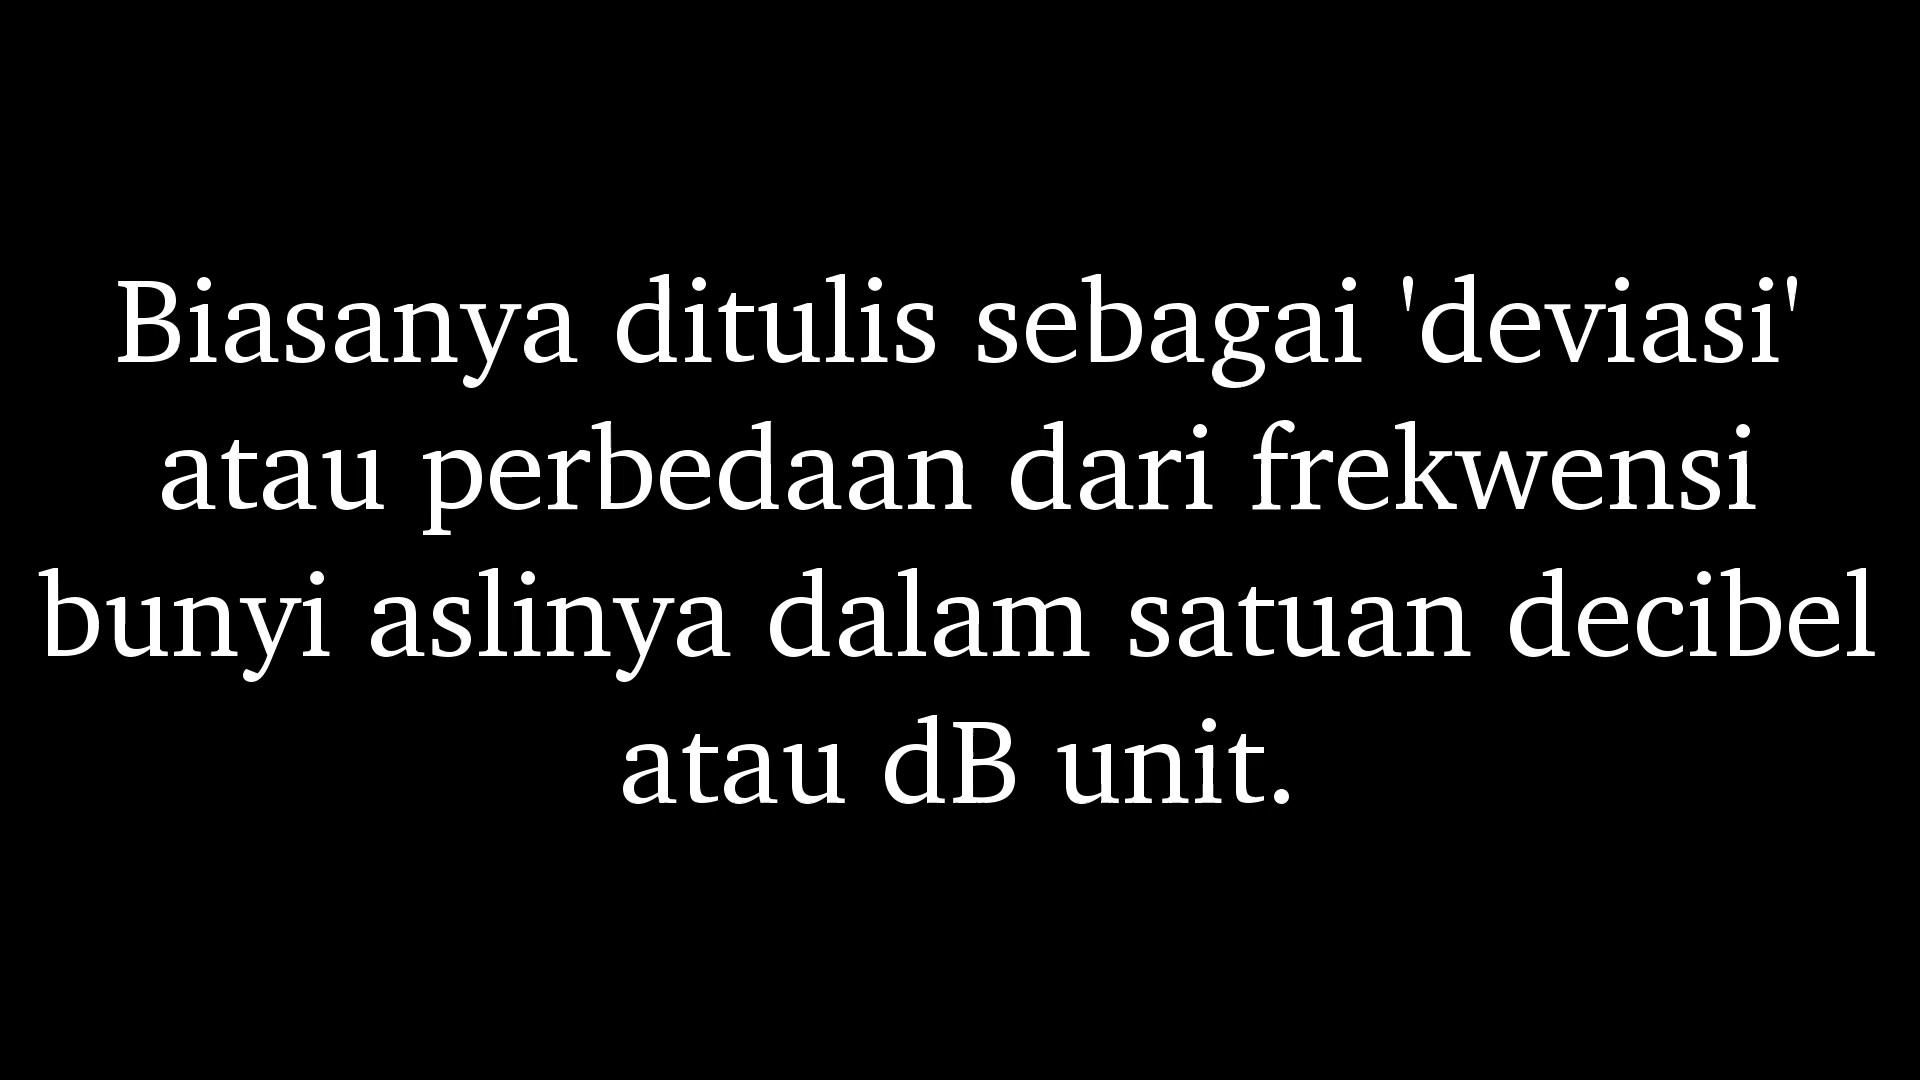 Biasanya ditulis sebagai 'deviasi'
atau perbedaan dari frekwensi
bunyi aslinya dalam satuan decibel
atau dB unit.